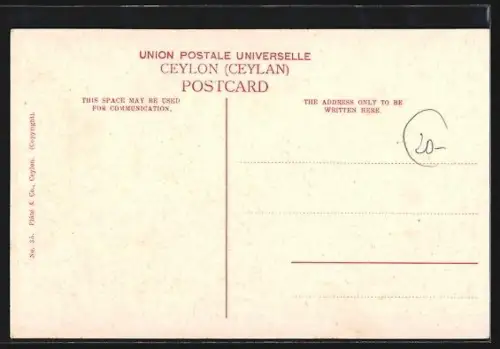 UNION POSTALE UNIVERSELLE
CEYLON (CEYLAN)
POSTCARD
THIS SPACE MAY BE USED
FOR COMMUNICATION.
THE ADDRESS ONLY TO BE
WRITTEN HERE.
20-
No. 35. Plâté & Co., Ceylon. (Copyright).